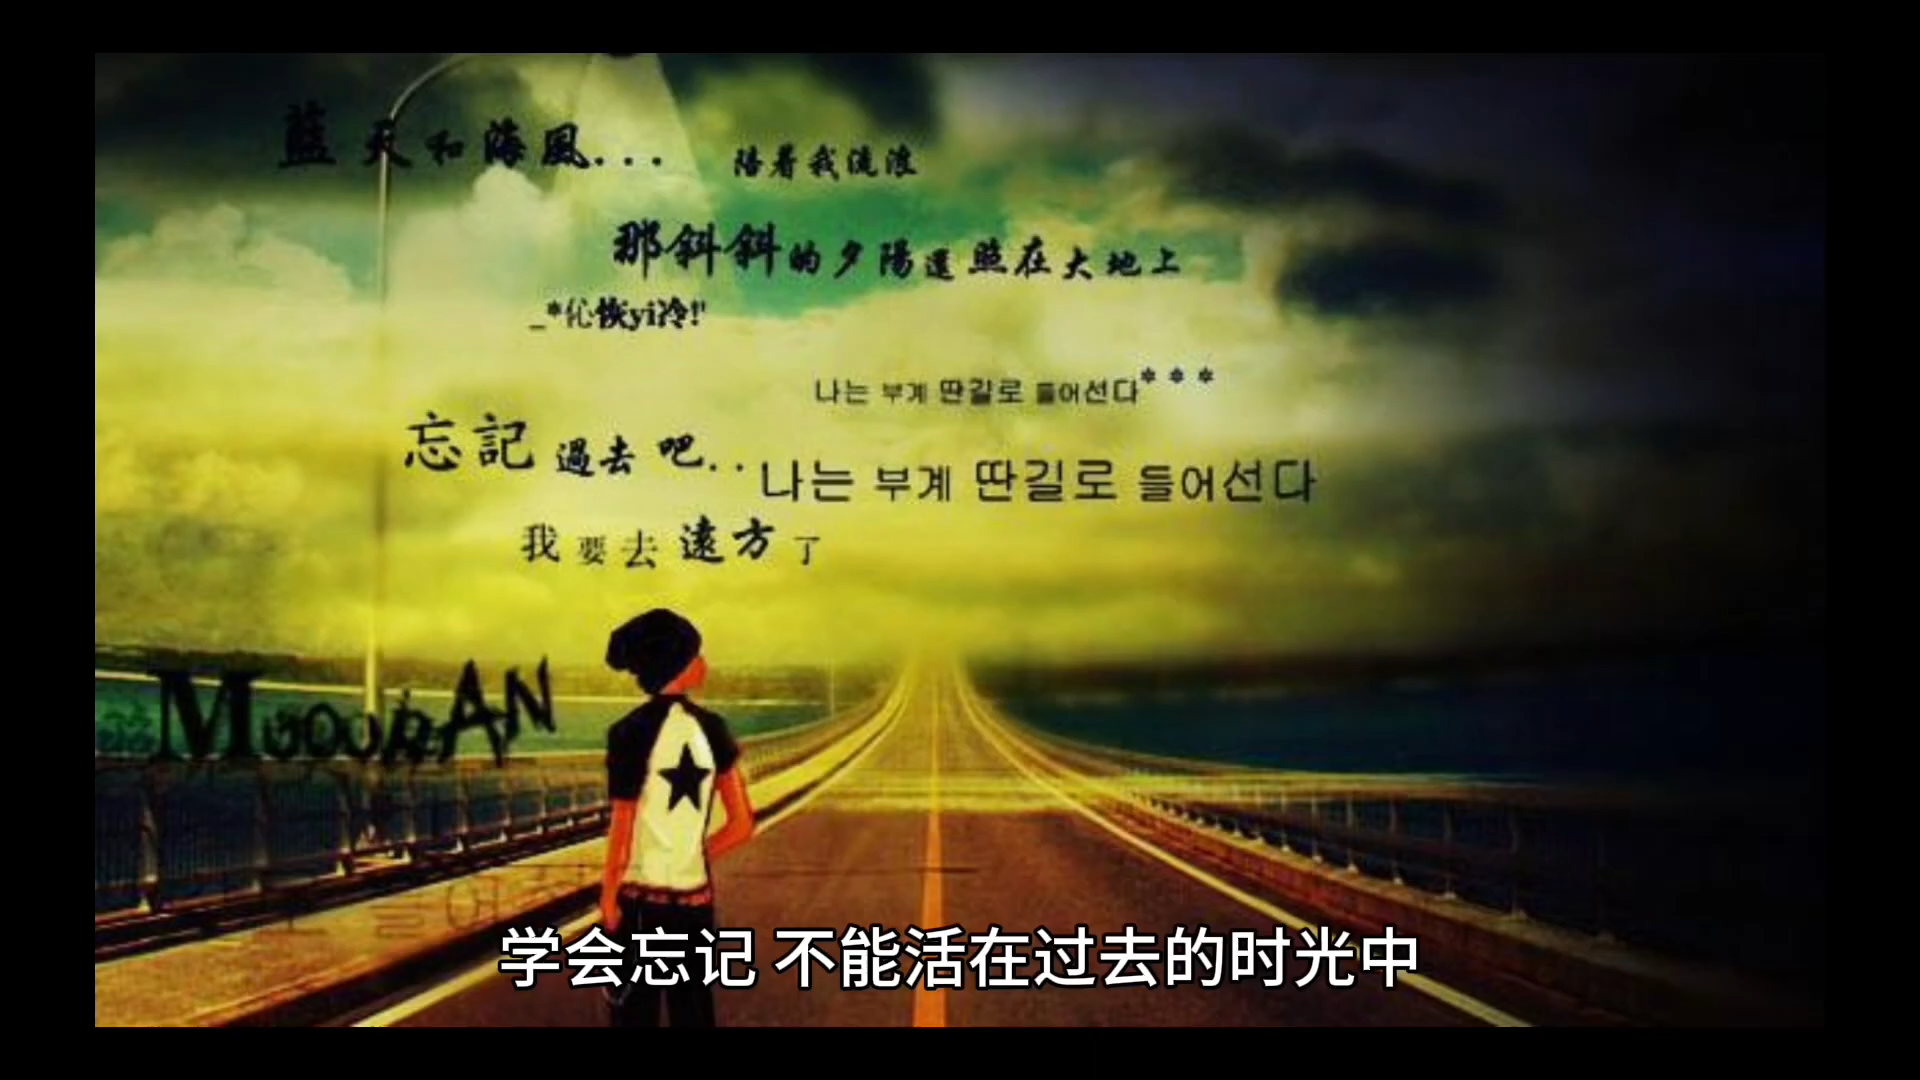 藍天和海風... 陪着我流浪
那斜斜的夕陽還照在大地上
_*伈恢yi冷!'
나는 부계 딴길로 들어선다***
忘記過去吧..
나는 부계 딴길로 들어선다
我要去遠方了
学会忘记 不能活在过去的时光中